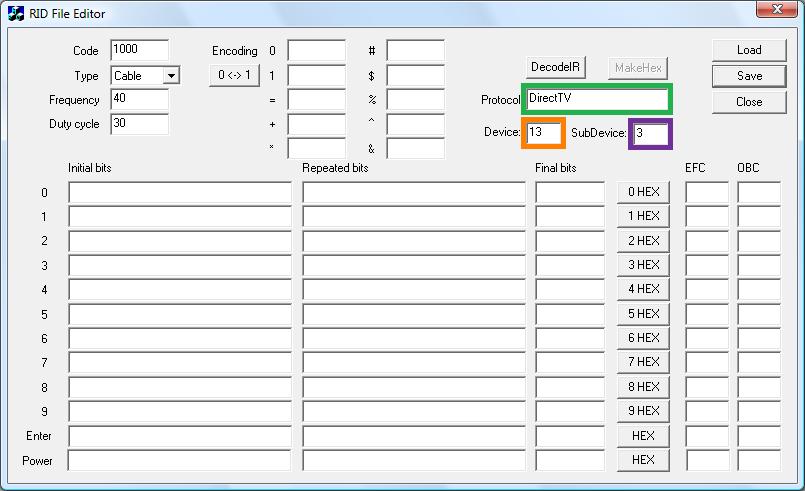 RID File Editor
Code 1000 Encoding 0 # Load
Type Cable 0 <-> 1 1 $ DecodeIR MakeHex Save
Frequency 40 = % Protocol DirectTV Close
Duty cycle 30 + ^ Device: 13 SubDevice: 3
* &
Initial bits Repeated bits Final bits EFC OBC
0 0 HEX
1 1 HEX
2 2 HEX
3 3 HEX
4 4 HEX
5 5 HEX
6 6 HEX
7 7 HEX
8 8 HEX
9 9 HEX
Enter HEX
Power HEX